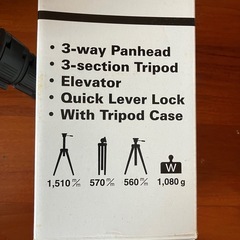 • 3-way Panhead
• 3-section Tripod
• Elevator
• Quick Lever Lock
• With Tripod Case
W
1,510 m/m 570 m/m 560 m/m 1,080 g